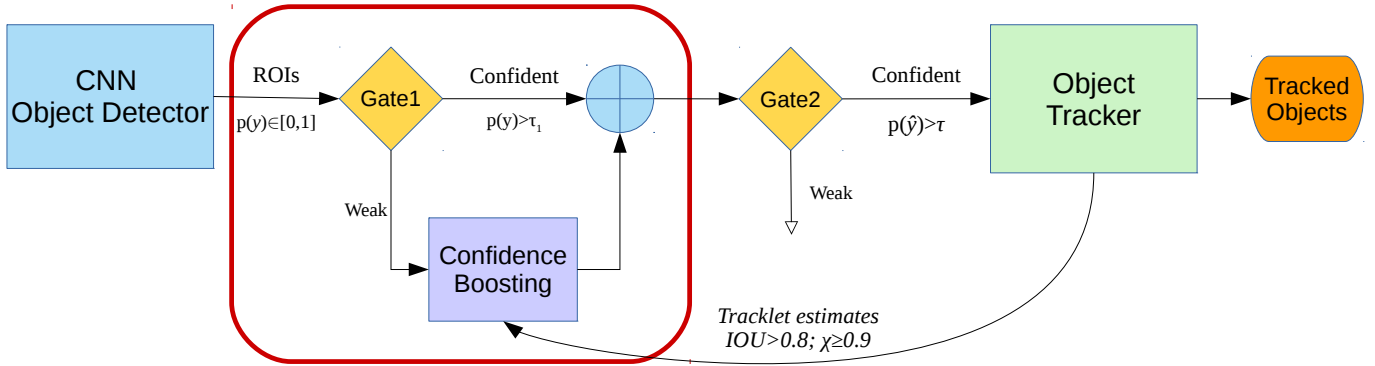 CNN
Object Detector
ROIs
p(y)∈[0,1]
Gate1
Confident
p(y)>τ₁
Weak
Confidence
Boosting
Gate2
Confident
p(ŷ)>τ
Weak
Object
Tracker
Tracked
Objects
Tracklet estimates
IOU>0.8; χ≥0.9